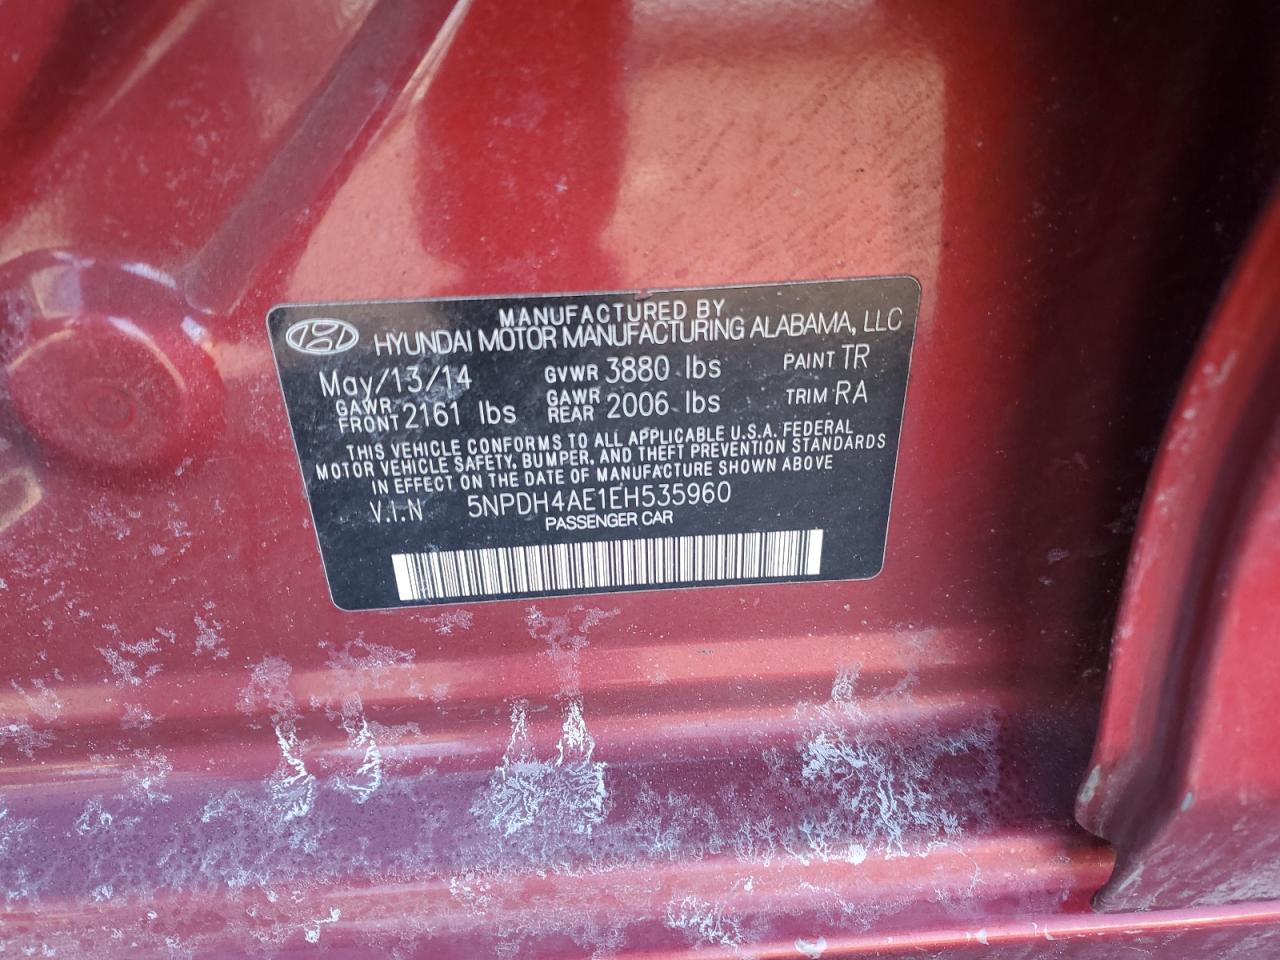 MANUFACTURED BY
HYUNDAI MOTOR MANUFACTURING ALABAMA, LLC
May/13/14 GVWR 3880 lbs PAINT TR
GAWR FRONT 2161 lbs GAWR REAR 2006 lbs TRIM RA
THIS VEHICLE CONFORMS TO ALL APPLICABLE U.S.A. FEDERAL
MOTOR VEHICLE SAFETY, BUMPER, AND THEFT PREVENTION STANDARDS
IN EFFECT ON THE DATE OF MANUFACTURE SHOWN ABOVE
V.I.N 5NPDH4AE1EH535960
PASSENGER CAR